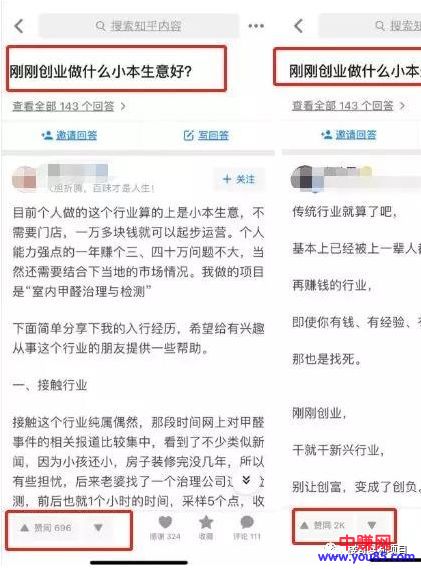 搜索知乎内容
刚刚创业做什么小本生意好?
查看全部 143 个回答 >
邀请回答
写回答
(人胆折腾,百味才是人生!
+ 关注
目前个人做的这个行业算的上是小本生意,不
需要门店,一万多块钱就可以起步运营。个人
能力强点的一年赚个三、四十万问题不大,当
然还需要结合下当地的市场情况。我做的项目
是“室内甲醛治理与检测”
下面简单分享下我的入行经历,希望给有兴趣
从事这个行业的朋友提供一些帮助。
一、接触行业
接触这个行业纯属偶然,那段时间网上对甲醛
事件的相关报道比较集中,看到了不少类似新
闻,因为小孩还小,房子装修完没几年,所以
有些担忧,后来老婆找了一个治理公司
测,前后也就1个小时的时间,采样5个点,收
赞同 696
感谢 324
收藏
评论 111
搜索知乎内容
刚刚创业做什么小本
查看全部 143 个回答 >
邀请回答
传统行业就算了吧,
基本上已经被上一辈人
再赚钱的行业,
即使你有钱、有经验、
那也是找死。
刚刚创业,
干就干新兴行业,
别让创富,变成了创负。
赞同 2K
中赚网
www.you85.com